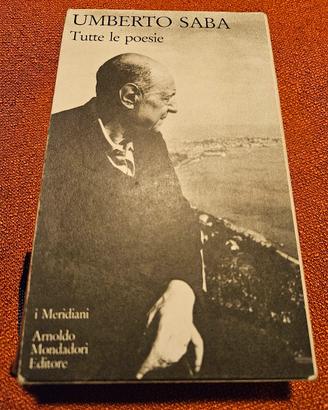 UMBERTO SABA
Tutte le poesie
i Meridiani
Arnoldo
Mondadori
Editore